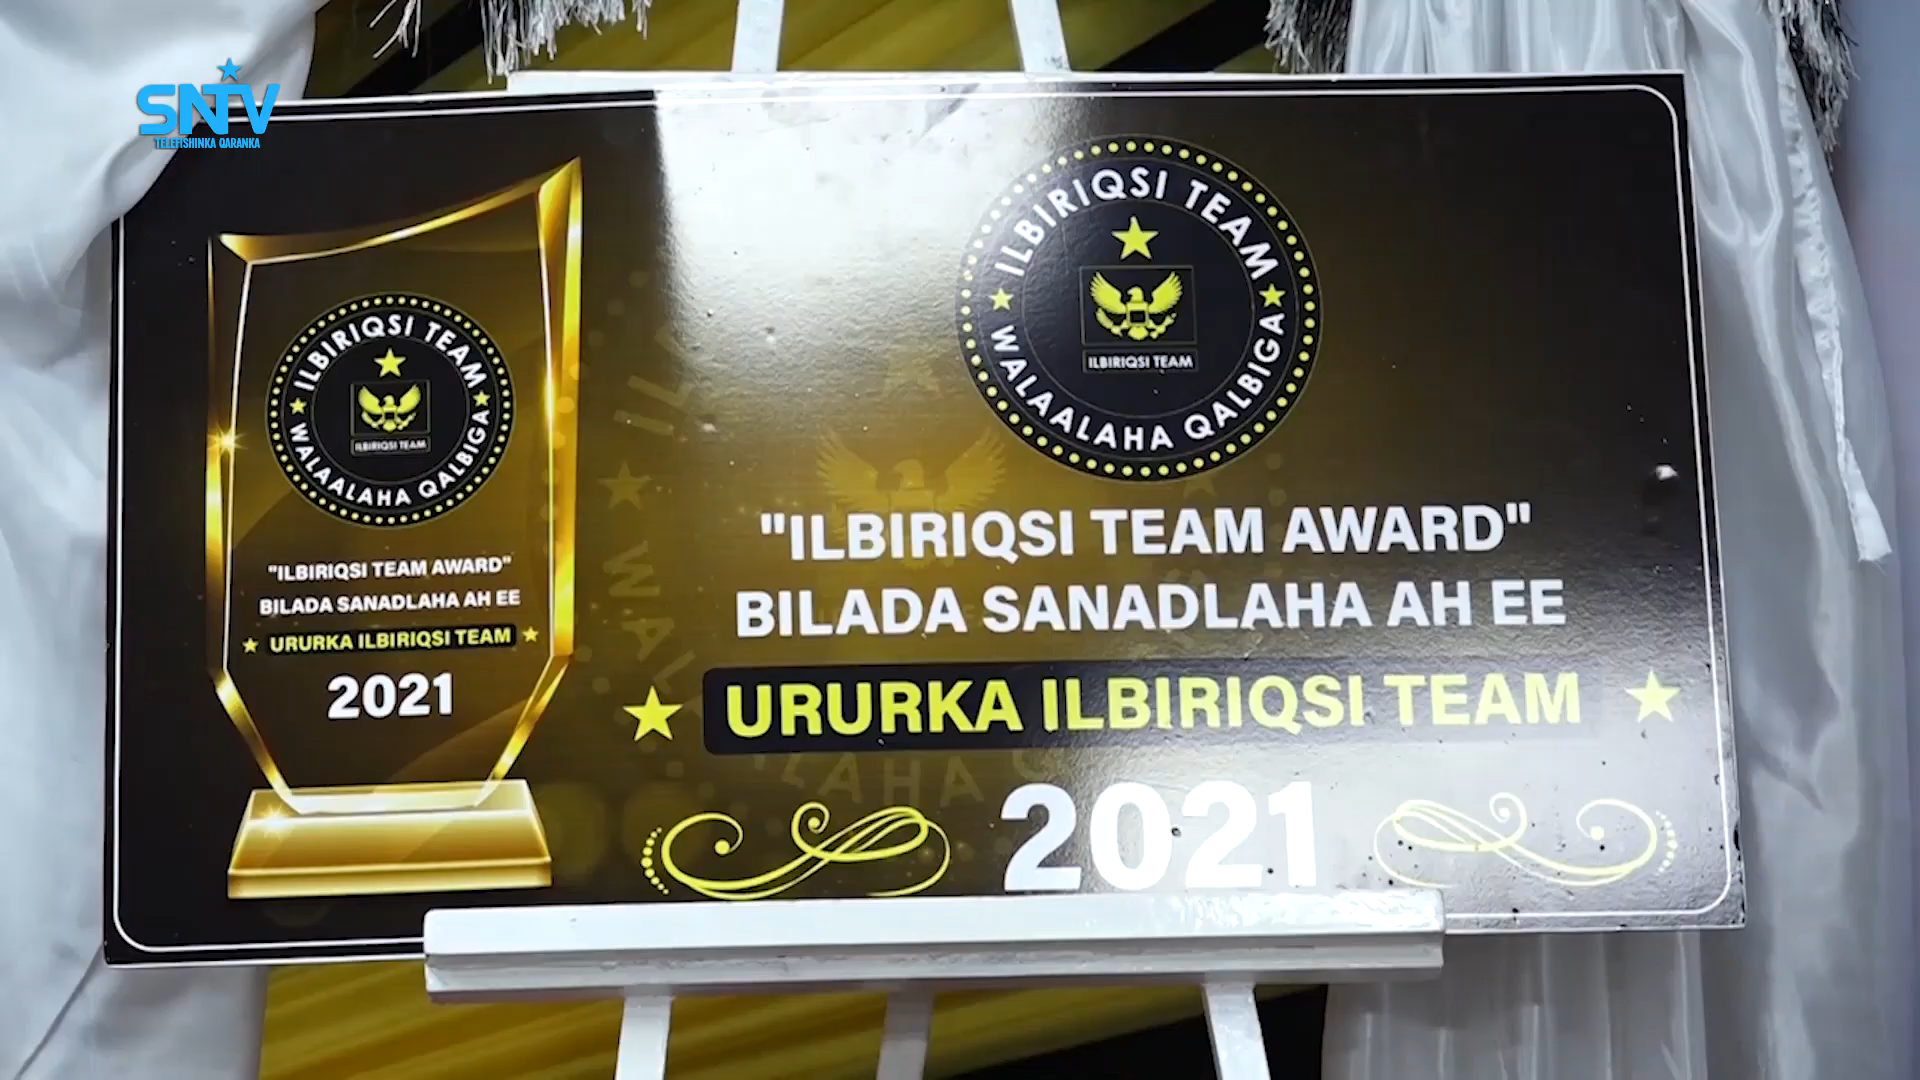 SNTV
TELEFISHINKA QARANKA
ILBIRIQSI TEAM
ILBIRIQSI TEAM
WALAALAHA QALBIGA
"ILBIRIQSI TEAM AWARD"
BILADA SANADLAHA AH EE
URURKA ILBIRIQSI TEAM
2021
ILBIRIQSI TEAM
ILBIRIQSI TEAM
WALAALAHA QALBIGA
"ILBIRIQSI TEAM AWARD"
BILADA SANADLAHA AH EE
URURKA ILBIRIQSI TEAM
2021